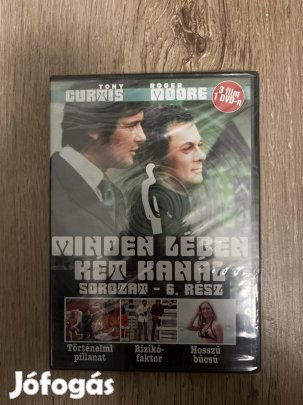 TONY ROGER
CURTIS MOORE
3 film
1 DVD-n
MINDEN LÉBEN
KÉT KANÁL
SOROZAT - 6. RÉSZ
Történelmi Rizikó- Hosszú
pillanat faktor búcsú
Jófogás